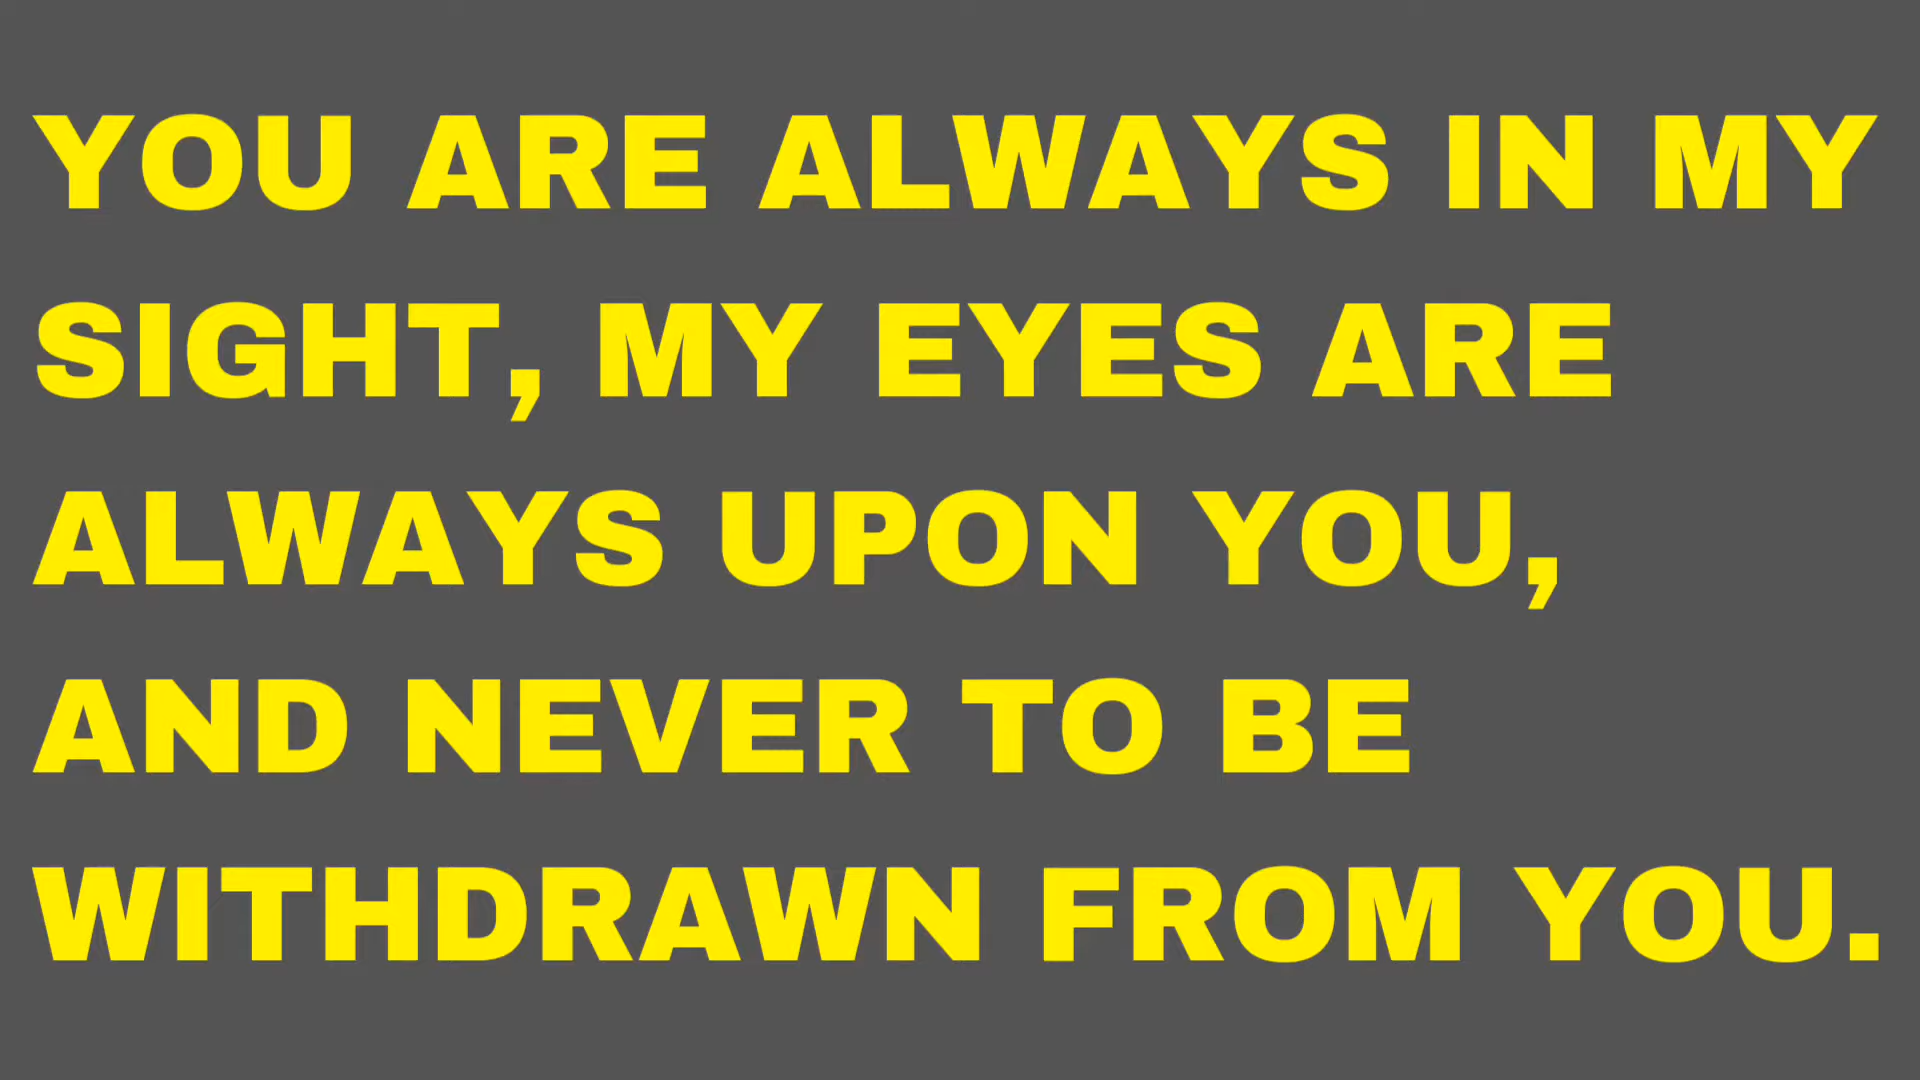 YOU ARE ALWAYS IN MY
SIGHT, MY EYES ARE
ALWAYS UPON YOU,
AND NEVER TO BE
WITHDRAWN FROM YOU.